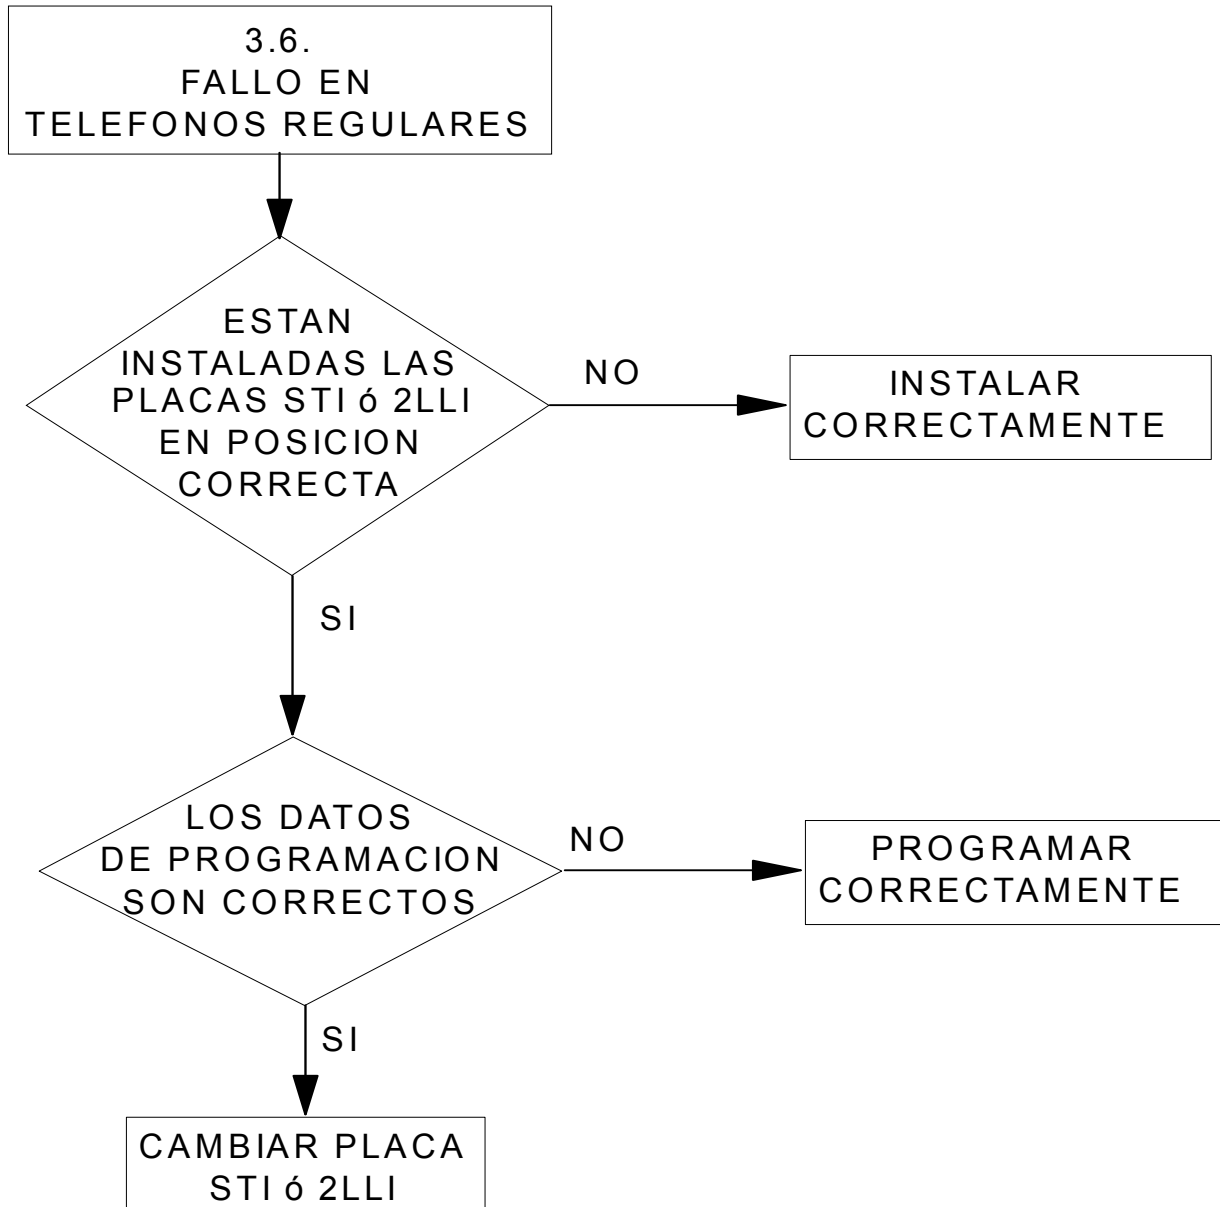 3.6.
FALLO EN
TELEFONOS REGULARES
ESTAN
INSTALADAS LAS
PLACAS STI ó 2LLI
EN POSICION
CORRECTA
NO
INSTALAR
CORRECTAMENTE
SI
LOS DATOS
DE PROGRAMACION
SON CORRECTOS
NO
PROGRAMAR
CORRECTAMENTE
SI
CAMBIAR PLACA
STI ó 2LLI